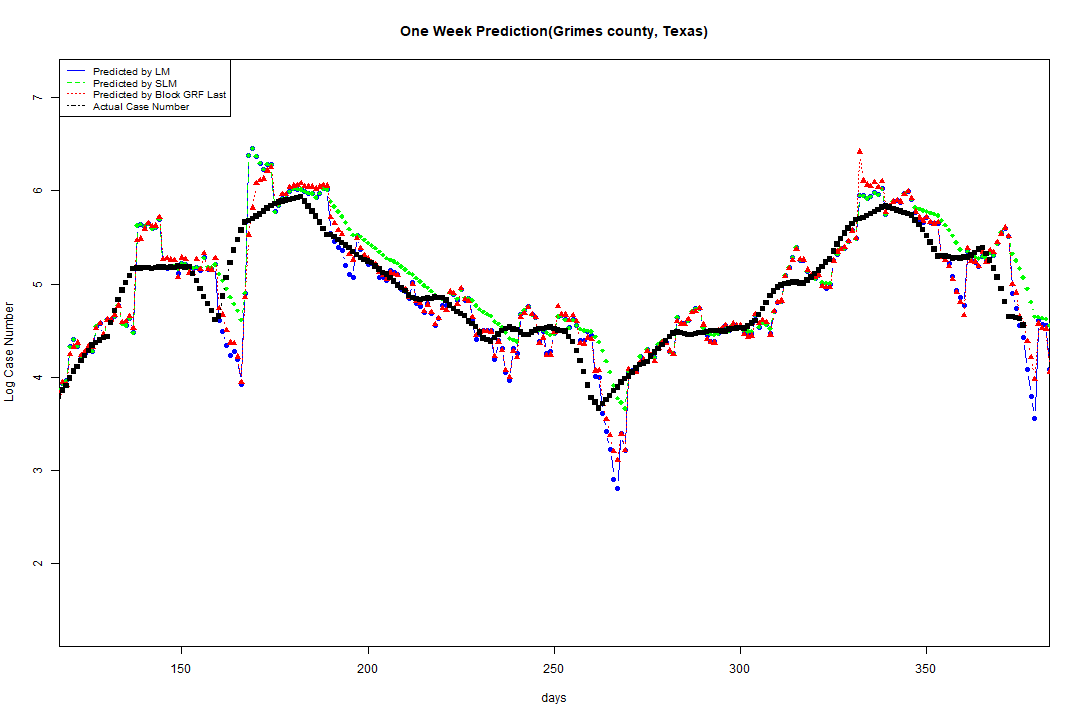 One Week Prediction(Grimes county, Texas)
Predicted by LM
Predicted by SLM
Predicted by Block GRF Last
Actual Case Number
7
6
5
4
3
2
Log Case Number
150 200 250 300 350
days